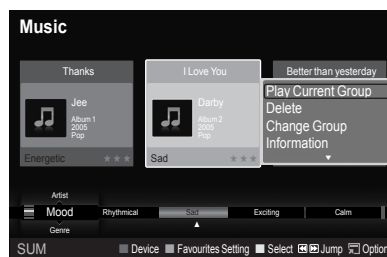 Music
Thanks
I Love You
Better than yesterday
Jee
Album 1
2005
Pop
Energetic ★★★
Darby
Album 2
2005
Pop
Sad ★★★
Play Current Group
Delete
Change Group
Information
Artist
Mood Rhythmical Sad Exciting Calm
Genre
SUM Device Favourites Setting Select Jump Option